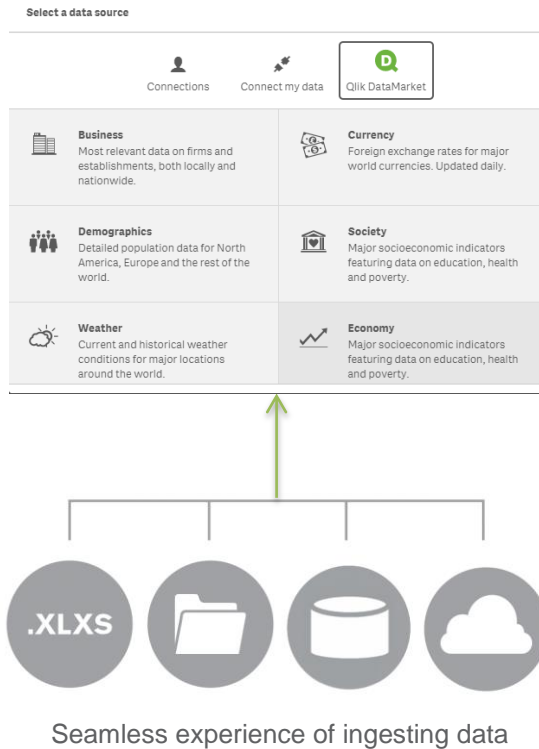 Select a data source
Connections
Connect my data
D
Qlik DataMarket
Business
Most relevant data on firms and
establishments, both locally and
nationwide.
Currency
Foreign exchange rates for major
world currencies. Updated daily.
Demographics
Detailed population data for North
America, Europe and the rest of the
world.
Society
Major socioeconomic indicators
featuring data on education, health
and poverty.
Weather
Current and historical weather
conditions for major locations
around the world.
Economy
Major socioeconomic indicators
featuring data on education, health
and poverty.
.XLXS
Seamless experience of ingesting data